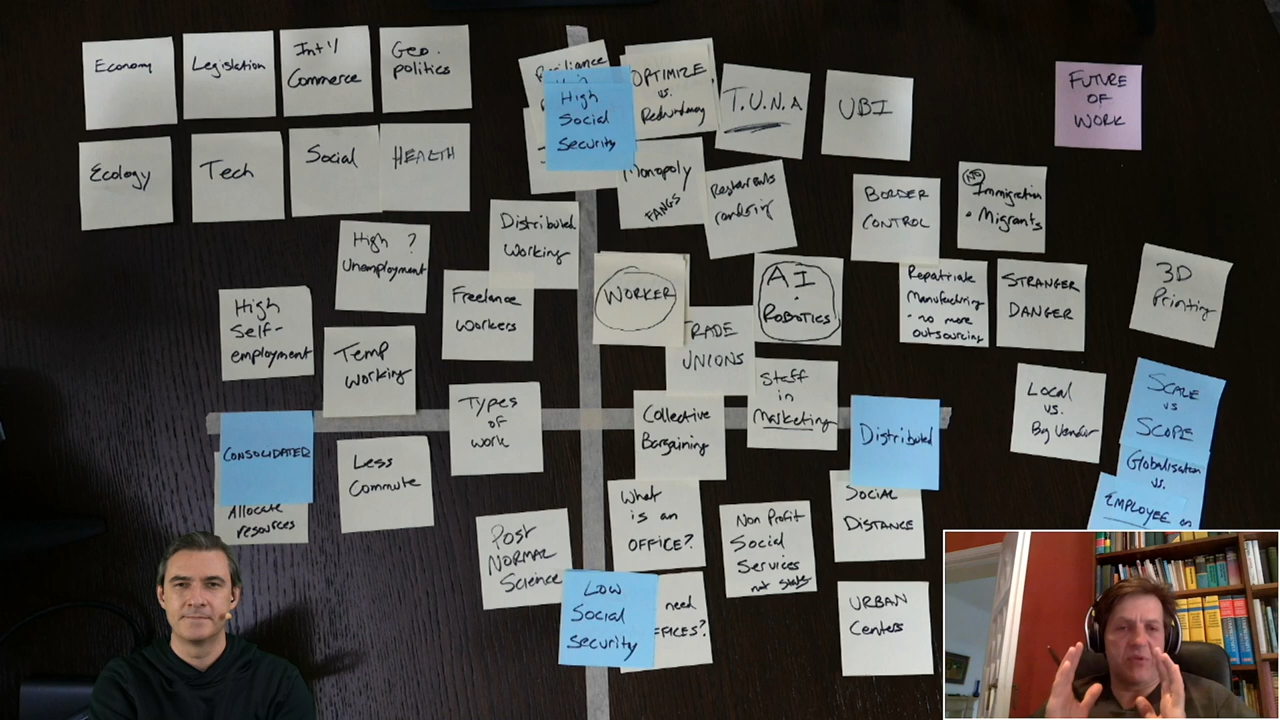 Economy
Legislation
Int'l
Commerce
Geo.
politics
Ecology
Tech
Social
HEALTH
Resiliance
High
Social
Security
OPTIMIZE
vs.
Redundancy
T.U.N.A
UBI
FUTURE
OF
WORK
Monopoly
FANGS
Restaurants
BORDER
CONTROL
NO
Immigration
• Migrants
High ?
Unemployment
Distributed
Working
High
Self-
employment
Freelance
Workers
WORKER
AI
•
ROBOTICS
Repatriate
Manufacturing
- no more
outsourcing
STRANGER
DANGER
3D
Printing
Temp
Working
TRADE
UNIONS
Types
of
Work
Collective
Bargaining
Staff
in
Marketing
Distributed
Local
vs.
SCALE
vs
SCOPE
Globalisation
vs.
EMPLOYEE
CONSOLIDATED
Allocate
resources
Less
Commute
POST
NORMAL
Science
What
is an
OFFICE?
Non Profit
Social
Services
not state
SOCIAL
DISTANCE
LOW
Social
Security
need
OFFICES?
URBAN
Centers